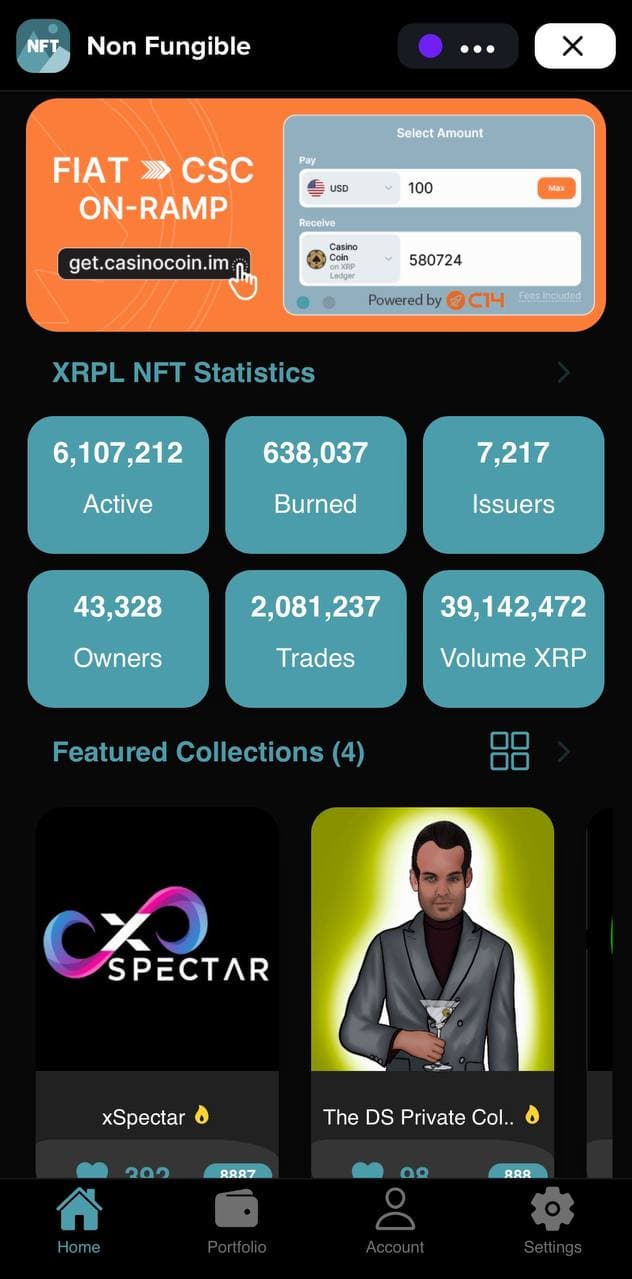 NFT
Non Fungible
FIAT CSC
ON-RAMP
get.casinocoin.im
Select Amount
Pay
USD
100
Max
Receive
Casino
Coin
on XRP
Ledger
580724
Powered by C14
Fees Included
XRPL NFT Statistics
6,107,212
Active
638,037
Burned
7,217
Issuers
43,328
Owners
2,081,237
Trades
39,142,472
Volume XRP
Featured Collections (4)
XSPECTAR
xSpectar
The DS Private Col..
392
8887
98
888
Home
Portfolio
Account
Settings